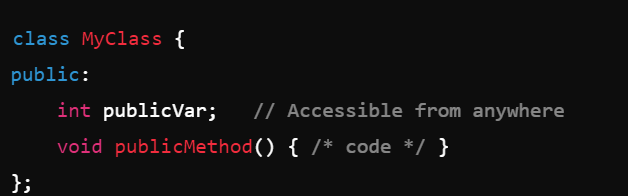 class MyClass {
public:
    int publicVar;   // Accessible from anywhere
    void publicMethod() { /* code */ }
};